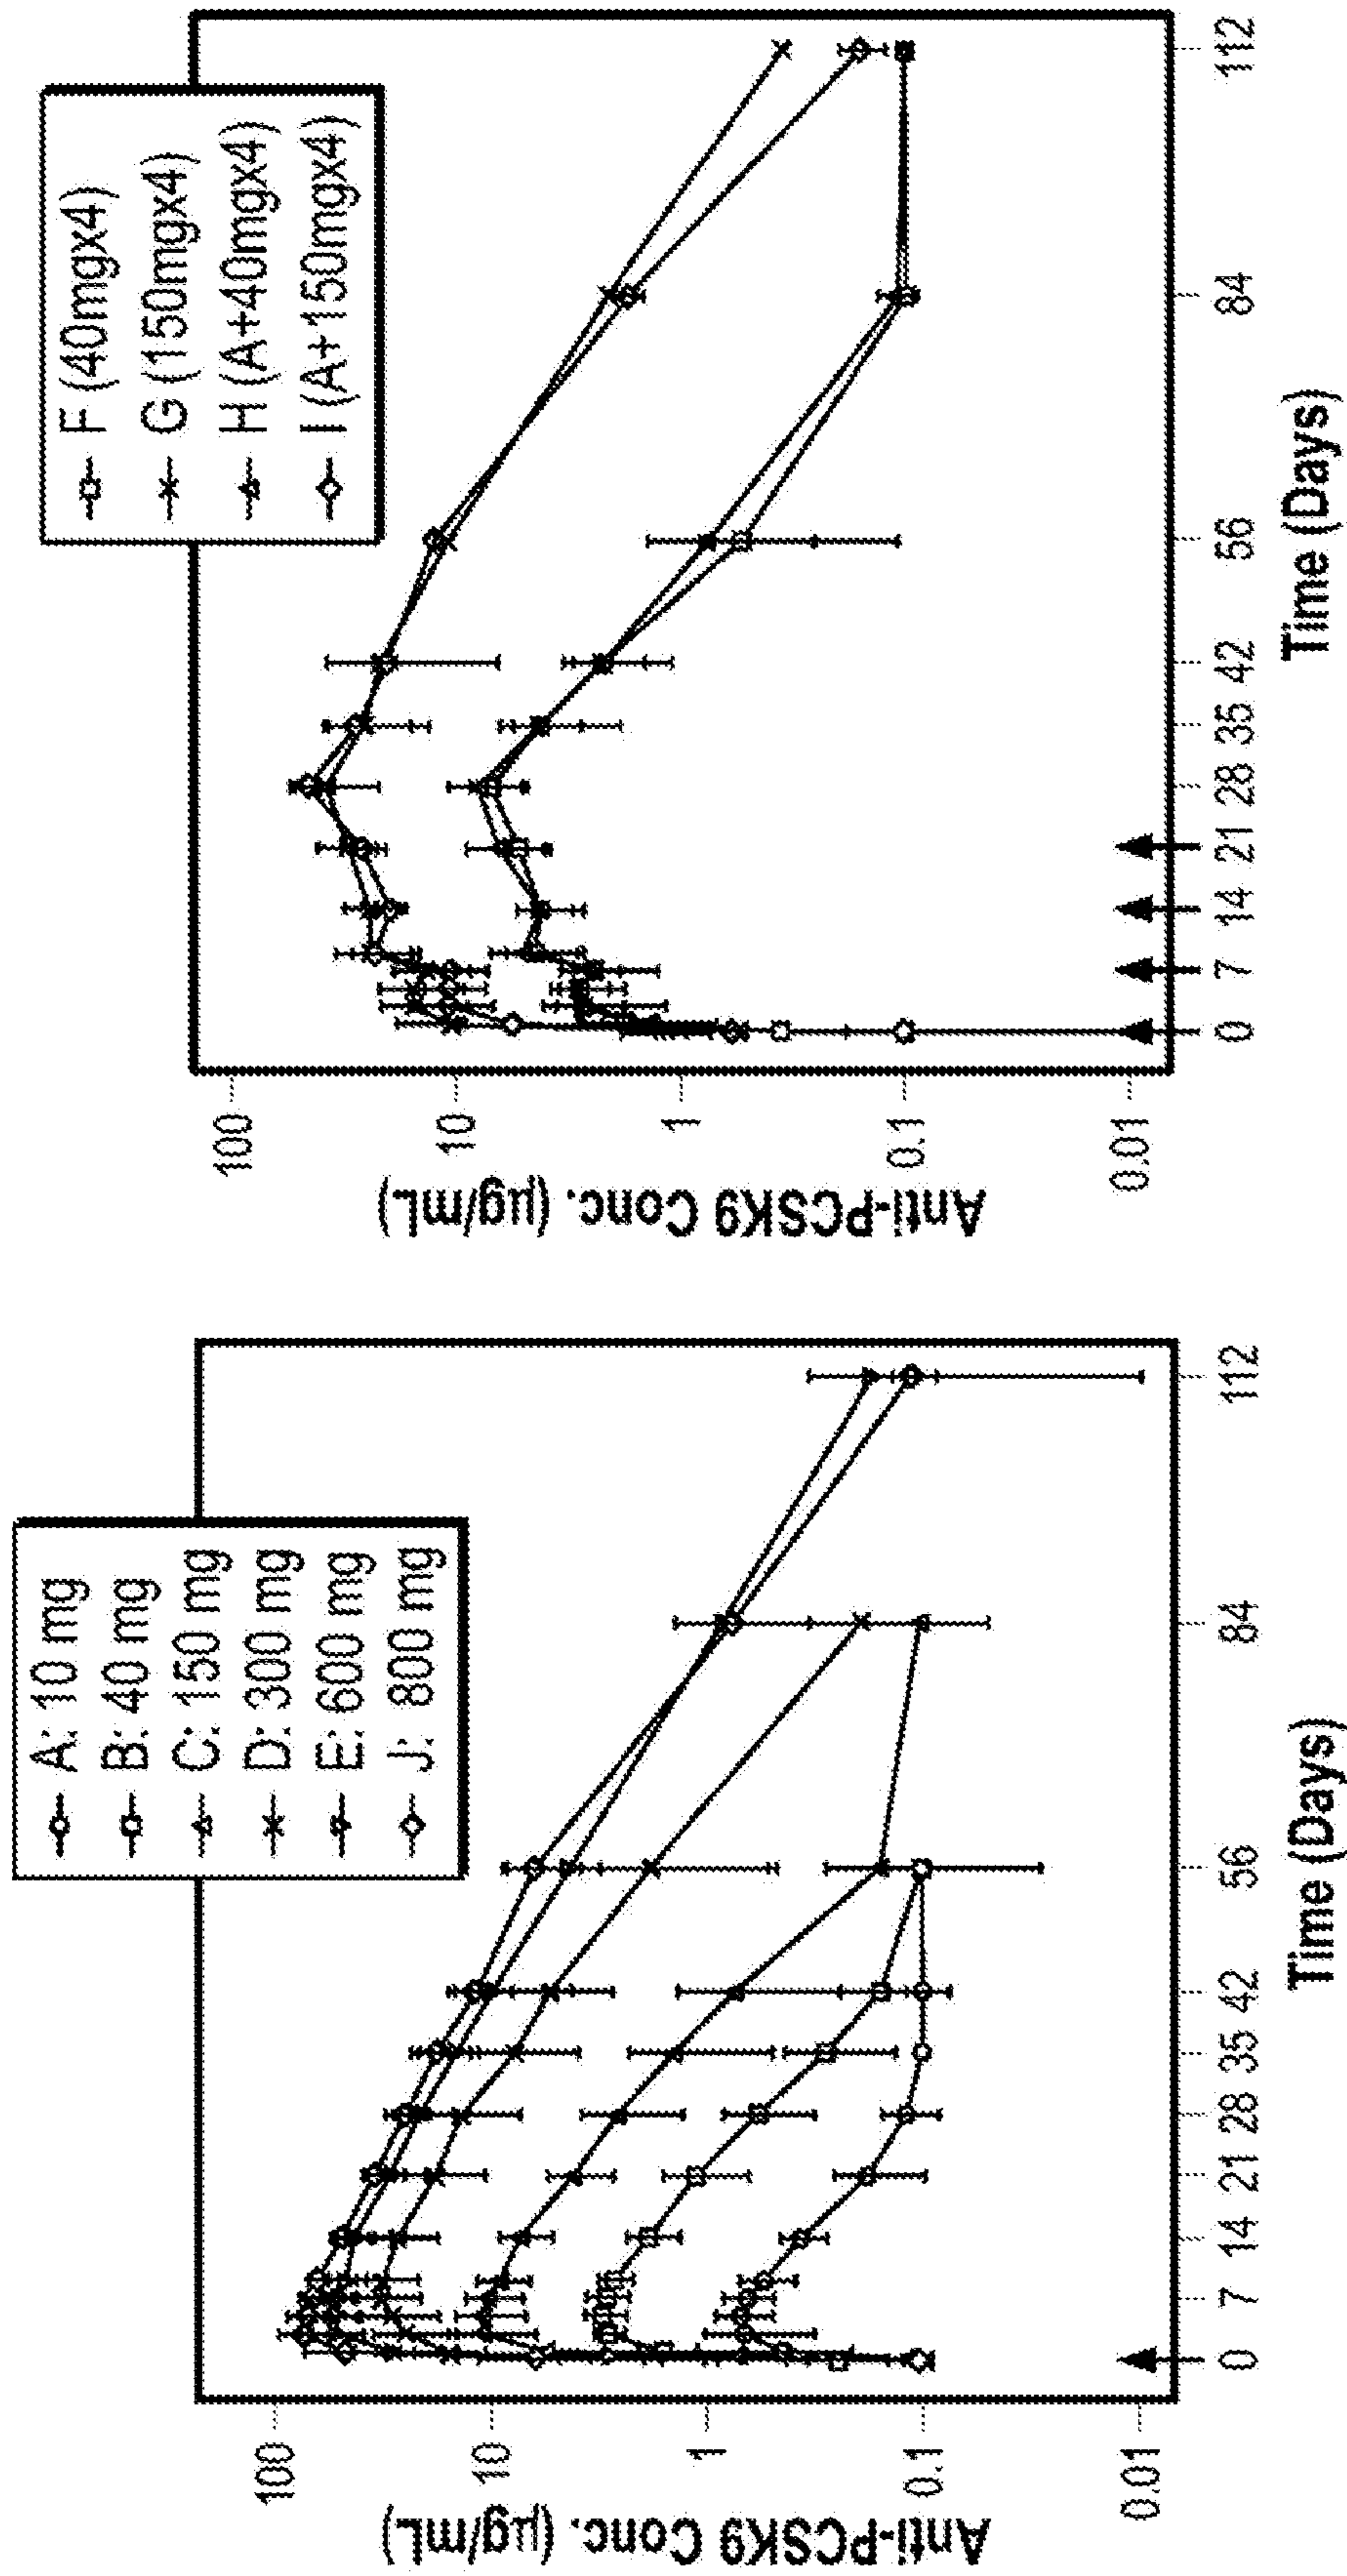 A: 10 mg
B: 40 mg
C: 150 mg
D: 300 mg
E: 600 mg
J: 800 mg
Anti-PCSK9 Conc. (µg/mL)
100
10
1
0.1
0.01
0 7 14 21 28 35 42 56 84 112
Time (Days)
F (40mgx4)
G (150mgx4)
H (A+40mgx4)
I (A+150mgx4)
Anti-PCSK9 Conc. (µg/mL)
100
10
1
0.1
0.01
0 7 14 21 28 35 42 56 84 112
Time (Days)